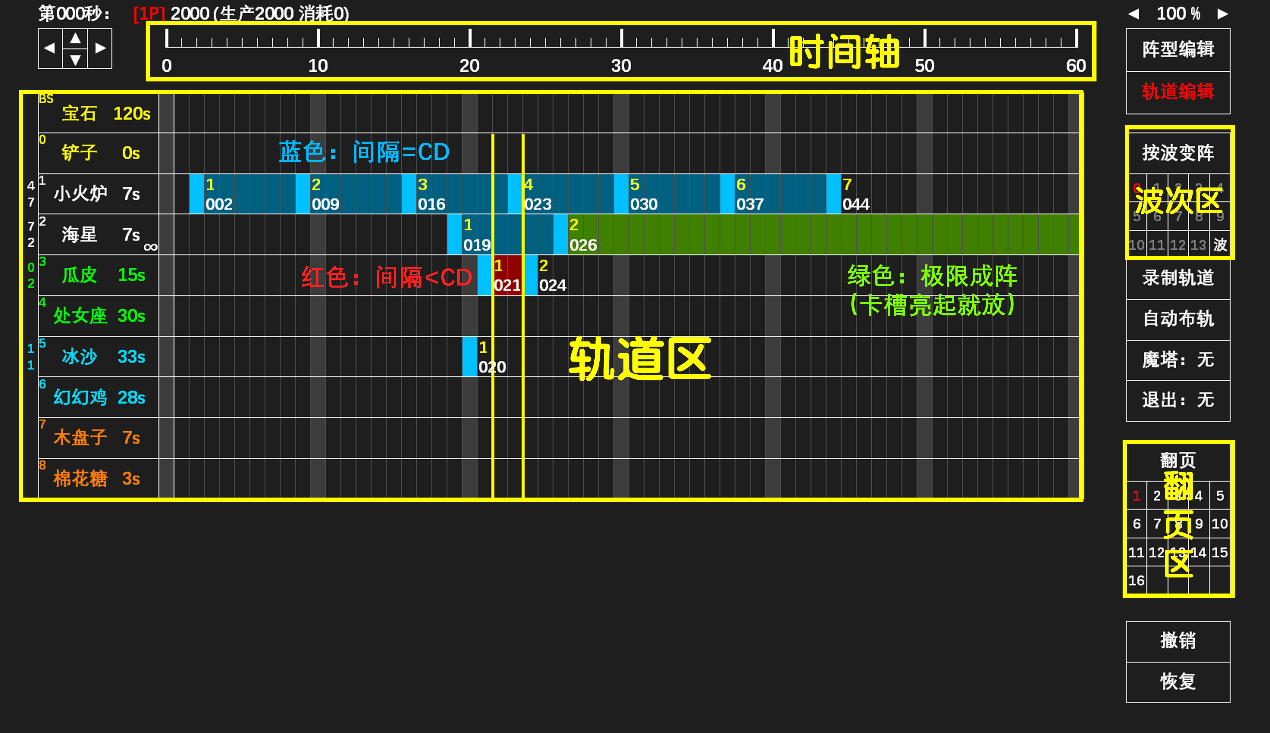 第000秒： [1P] 2000 (生产2000 消耗0)
◀ 100 % ▶
◀ ▲ ▼ ▶
时间轴
0 10 20 30 40 50 60
阵型编辑
轨道编辑
BS 宝石 120s
0 铲子 0s
蓝色：间隔=CD
47 1 小火炉 7s
1 002
2 009
3 016
4 023
5 030
6 037
7 044
72 2 海星 7s ∞
1 019
2 026
02 3 瓜皮 15s
红色：间隔<CD
1 021
2 024
绿色：极限成阵
(卡槽亮起就放)
4 处女座 30s
11 5 冰沙 33s
1 020
轨道区
6 幻幻鸡 28s
7 木盘子 7s
8 棉花糖 3s
按波变阵
波次区
0 1 2 3 4
5 6 7 8 9
10 11 12 13 波
录制轨道
自动布轨
魔塔：无
退出：无
翻页
翻页区
1 2 3 4 5
6 7 8 9 10
11 12 13 14 15
16
撤销
恢复